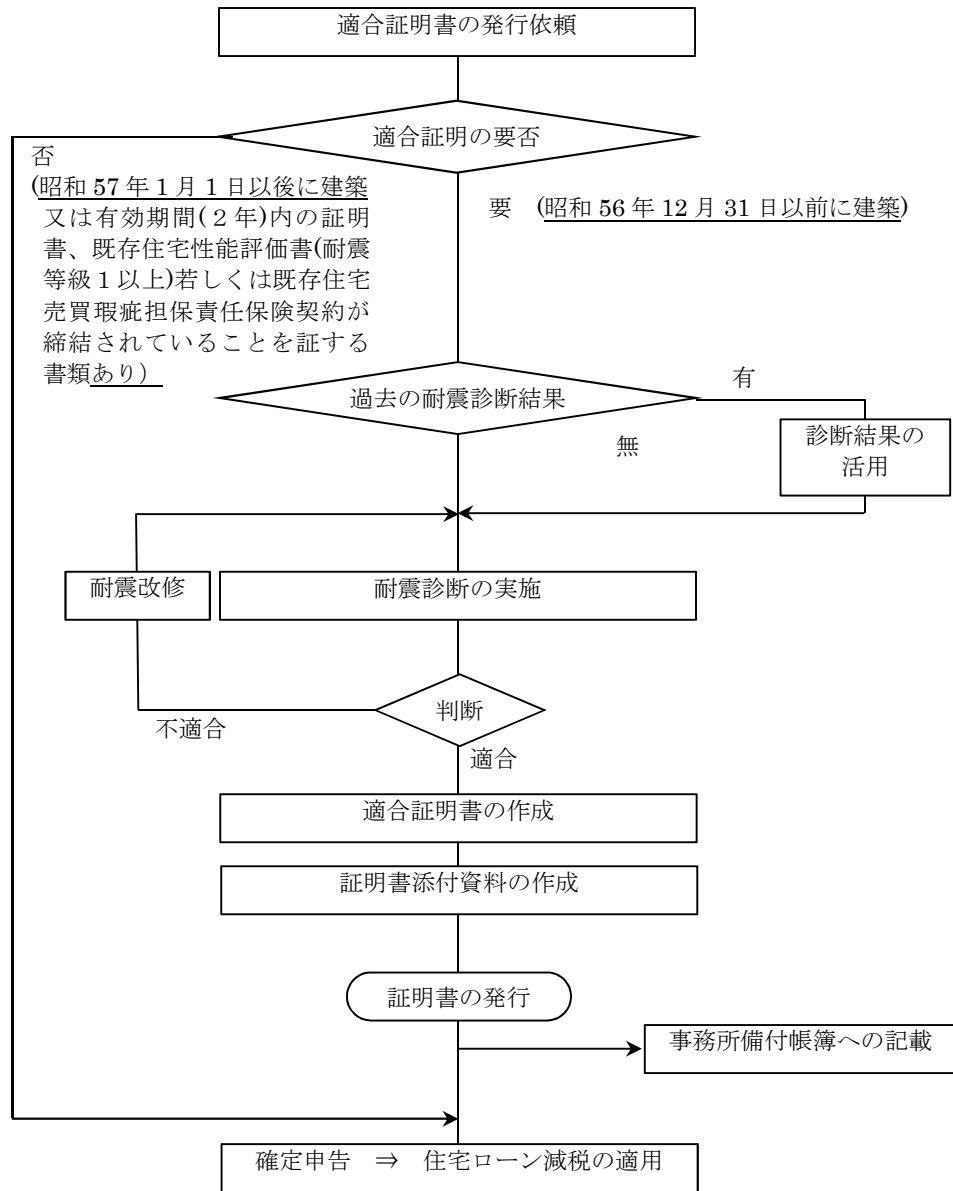 適合証明書の発行依頼
適合証明の要否
否
(昭和 57 年 1 月 1 日以後に建築
又は有効期間(２年)内の証明
書、既存住宅性能評価書(耐震
等級 1 以上)若しくは既存住宅
売買瑕疵担保責任保険契約が
締結されていることを証する
書類あり）
要　(昭和 56 年 12 月 31 日以前に建築)
過去の耐震診断結果
有
無
診断結果の
活用
耐震改修
耐震診断の実施
判断
不適合
適合
適合証明書の作成
証明書添付資料の作成
証明書の発行
事務所備付帳簿への記載
確定申告　⇒　住宅ローン減税の適用